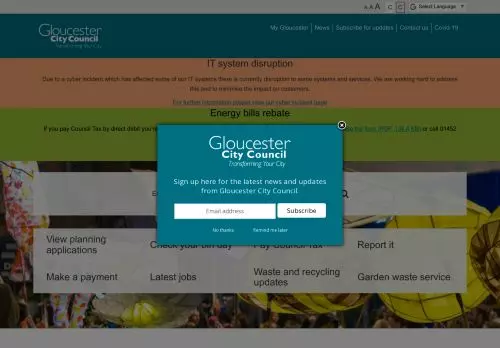 A A A C C Select Language
Gloucester
City Council
Transforming Your City
My Gloucester | News | Subscribe for updates | Contact us | Covid-19
IT system disruption
Due to a cyber incident which has affected some of our IT systems there is currently disruption to some systems and services. We are working hard to address
this and to minimise the impact on customers.
For further information please view our cyber incident page
Energy bills rebate
If you pay Council Tax by direct debit you're
(PDF, 134.4 KB) or call 01452
Gloucester
City Council
Transforming Your City
Sign up here for the latest news and updates
from Gloucester City Council.
Email address
Subscribe
No thanks
Remind me later
View planning
applications
Check your bin day
Pay Council Tax
Report it
Make a payment
Latest jobs
Waste and recycling
updates
Garden waste service